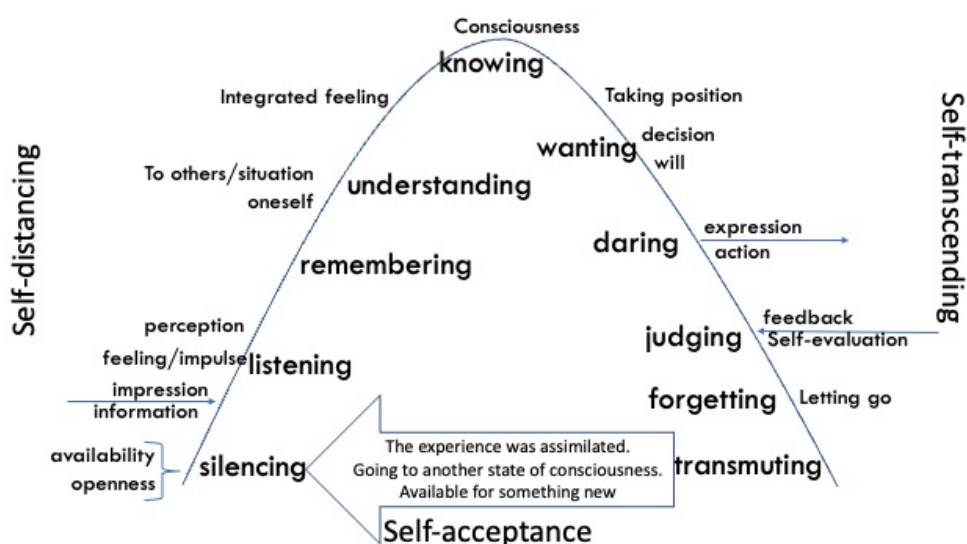 Consciousness
knowing
Integrated feeling
Taking position
Self-distancing
Self-transcending
wanting
decision
will
To others/situation
oneself
understanding
daring
expression
action
remembering
perception
feeling/impulse
listening
impression
information
judging
feedback
Self-evaluation
forgetting
Letting go
availability
openness
silencing
The experience was assimilated.
Going to another state of consciousness.
Available for something new
transmuting
Self-acceptance